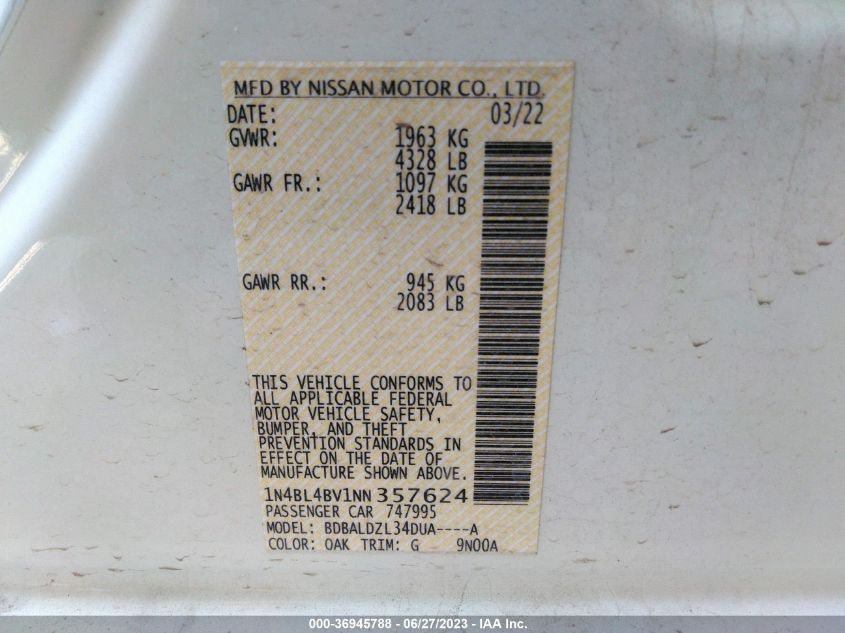 MFD BY NISSAN MOTOR CO., LTD.
DATE: 03/22
GVWR: 1963 KG
4328 LB
GAWR FR.: 1097 KG
2418 LB
GAWR RR.: 945 KG
2083 LB
THIS VEHICLE CONFORMS TO
ALL APPLICABLE FEDERAL
MOTOR VEHICLE SAFETY,
BUMPER, AND THEFT
PREVENTION STANDARDS IN
EFFECT ON THE DATE OF
MANUFACTURE SHOWN ABOVE.
1N4BL4BV1NN357624
PASSENGER CAR 747995
MODEL: BDBALDZL34DUA----A
COLOR: OAK TRIM: G 9N00A
000-36945788 - 06/27/2023 - IAA Inc.